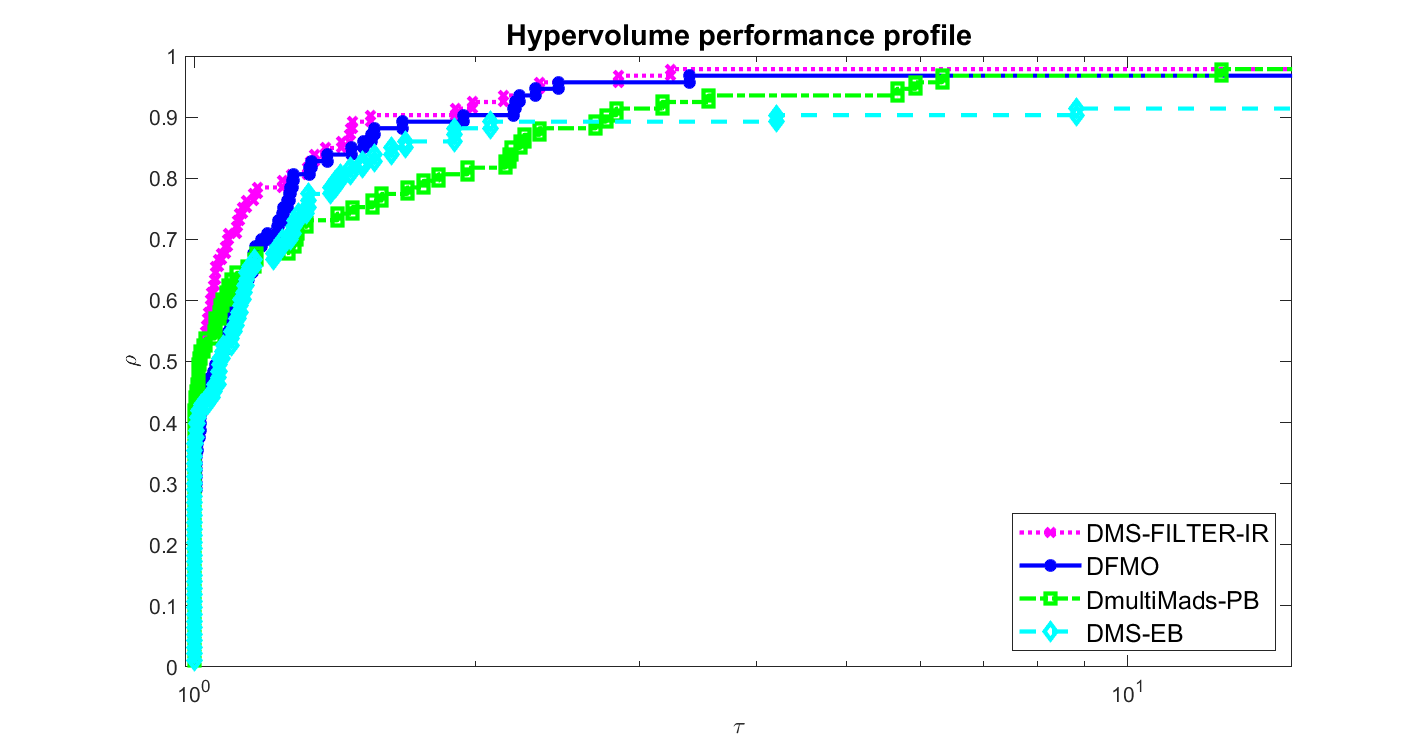 Hypervolume performance profile
1
0.9
0.8
0.7
0.6
0.5
0.4
0.3
0.2
0.1
0
ρ
10^0
10^1
τ
DMS-FILTER-IR
DFMO
DmultiMads-PB
DMS-EB